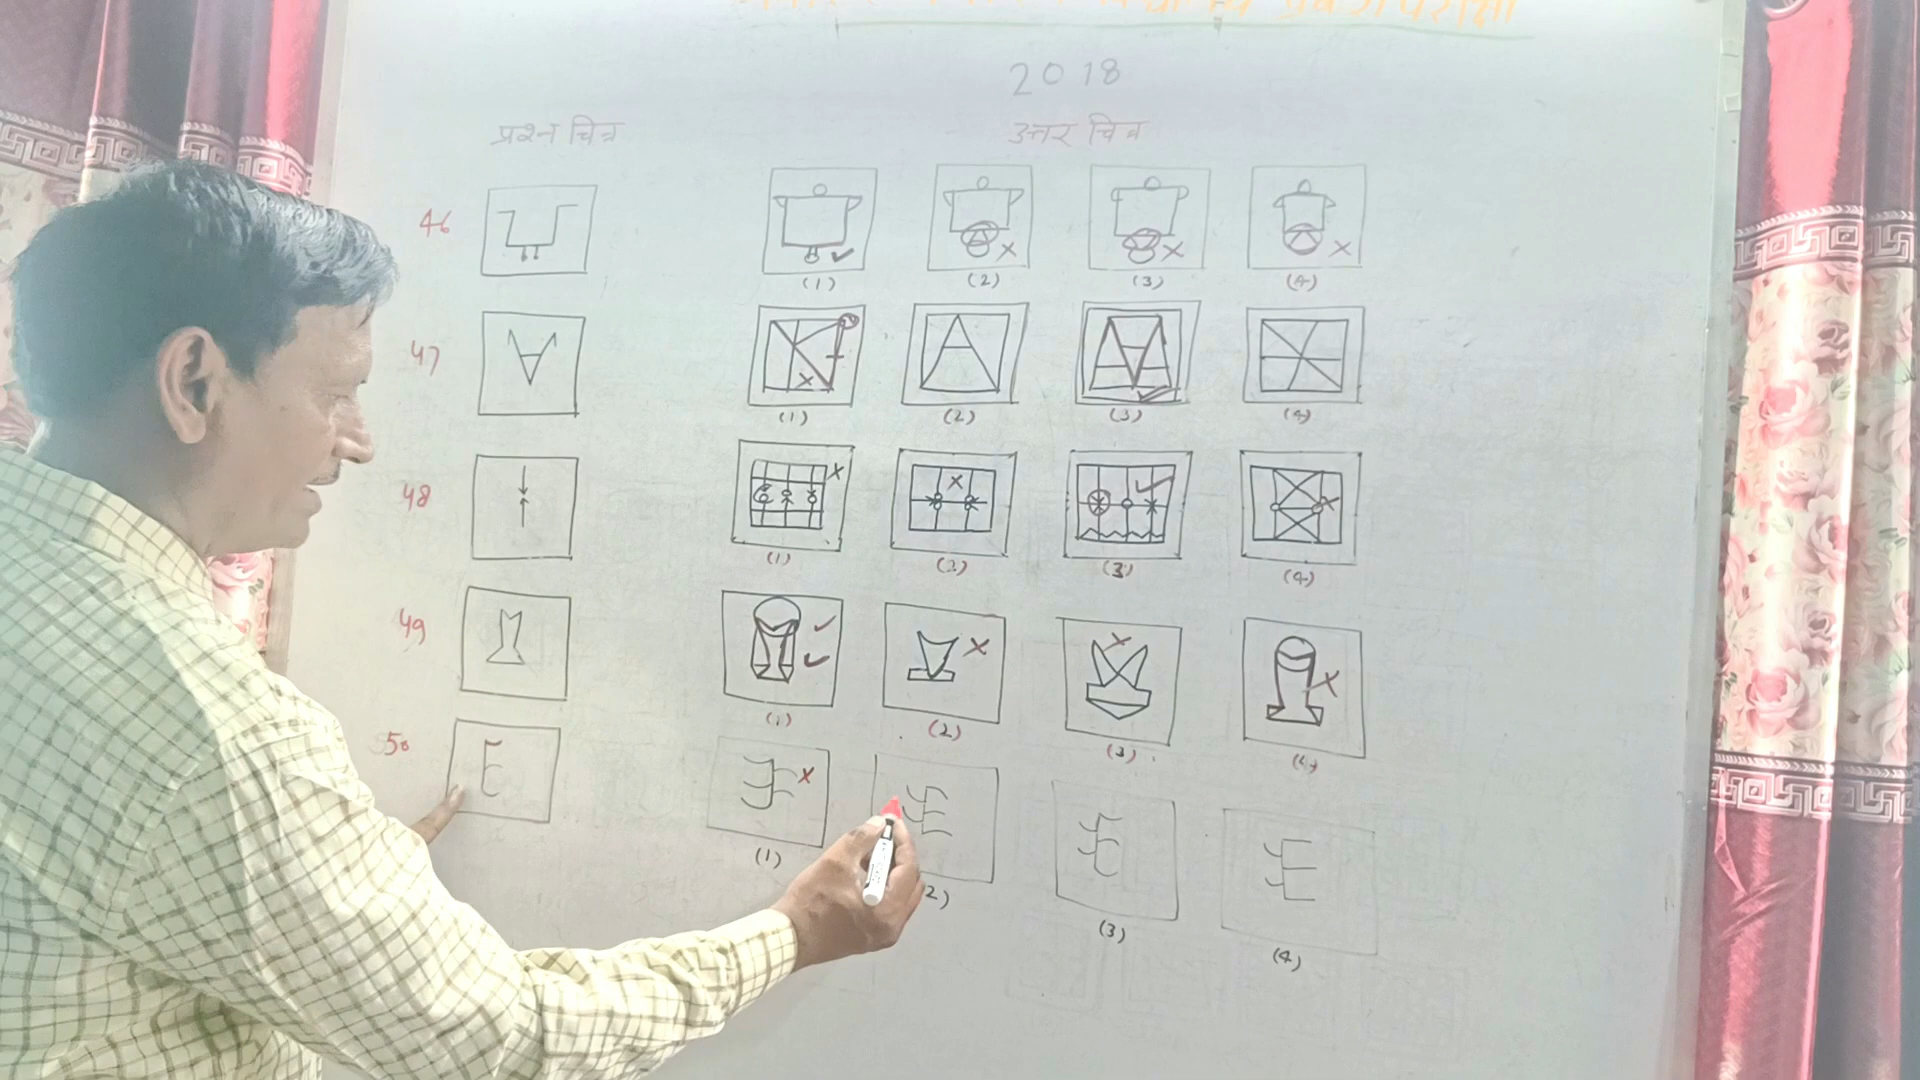 2018
प्रश्न चित्र उत्तर चित्र
46
(1) (2) (3) (4)
47
(1) (2) (3) (4)
48
(1) (2) (3) (4)
49
(1) (2) (3) (4)
50
(1) 2) (3) (4)